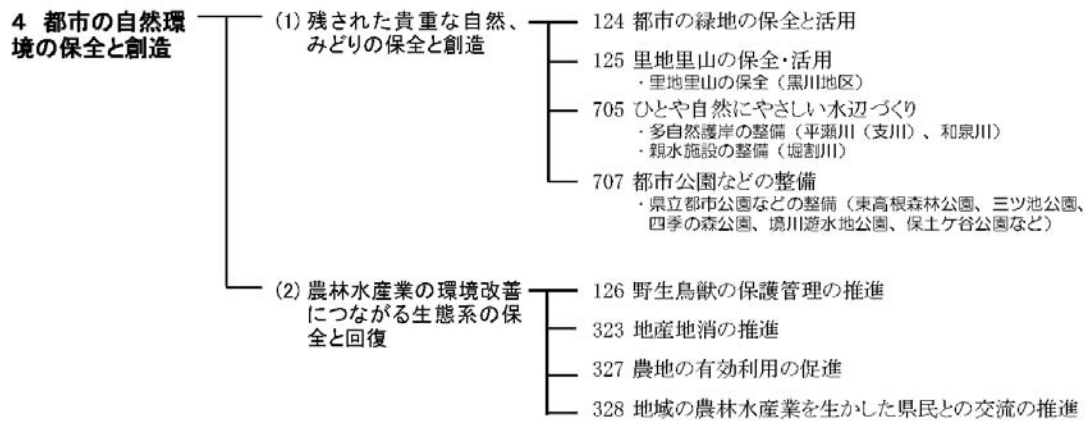 4 都市の自然環
境の保全と創造
(1) 残された貴重な自然、
みどりの保全と創造
124 都市の緑地の保全と活用
125 里地里山の保全・活用
・里地里山の保全（黒川地区）
705 ひとや自然にやさしい水辺づくり
・多自然護岸の整備（平瀬川（支川）、和泉川）
・親水施設の整備（堀割川）
707 都市公園などの整備
・県立都市公園などの整備（東高根森林公園、三ツ池公園、
四季の森公園、境川遊水地公園、保土ケ谷公園など）
(2) 農林水産業の環境改善
につながる生態系の保
全と回復
126 野生鳥獣の保護管理の推進
323 地産地消の推進
327 農地の有効利用の促進
328 地域の農林水産業を生かした県民との交流の推進